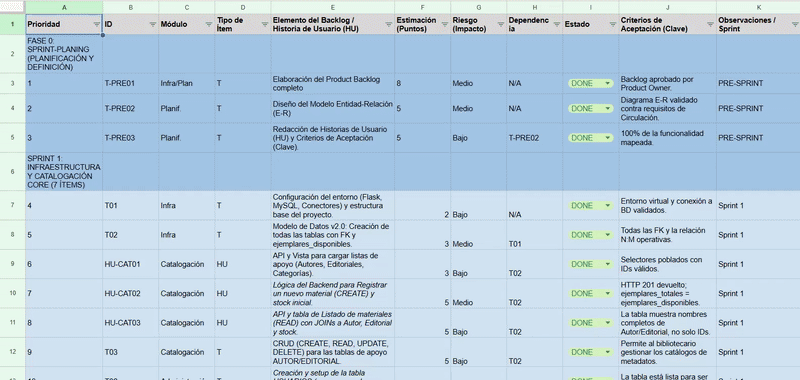 A B C D E F G H I J K
1 Prioridad ID Módulo Tipo de Ítem Elemento del Backlog / Historia de Usuario (HU) Estimación (Puntos) Riesgo (Impacto) Dependenc ia Estado Criterios de Aceptación (Clave) Observaciones / Sprint
2 FASE 0:
SPRINT-PLANING
(PLANIFICACIÓN Y
DEFINICIÓN)
3 1 T-PRE01 Infra/Plan T Elaboración del Product Backlog completo 8 Medio N/A DONE Backlog aprobado por Product Owner. PRE-SPRINT
4 2 T-PRE02 Planif. T Diseño del Modelo Entidad-Relación (E-R) 5 Medio N/A DONE Diagrama E-R validado contra requisitos de Circulación. PRE-SPRINT
5 3 T-PRE03 Planif. T Redacción de Historias de Usuario (HU) y Criterios de Aceptación (Clave). 5 Bajo T-PRE02 DONE 100% de la funcionalidad mapeada. PRE-SPRINT
6 SPRINT 1:
INFRAESTRUCTURA
Y CATALOGACIÓN
CORE (7 ÍTEMS)
7 4 T01 Infra T Configuración del entorno (Flask, MySQL, Conectores) y estructura base del proyecto. 2 Bajo N/A DONE Entorno virtual y conexión a BD validados. Sprint 1
8 5 T02 Infra T Modelo de Datos v2.0: Creación de todas las tablas con FK y ejemplares_disponibles. 3 Medio T01 DONE Todas las FK y la relación N:M operativas. Sprint 1
9 6 HU-CAT01 Catalogación HU API y Vista para cargar listas de apoyo (Autores, Editoriales, Categorías). 3 Bajo T02 DONE Selectores poblados con IDs válidos. Sprint 1
10 7 HU-CAT02 Catalogación HU Lógica del Backend para Registrar un nuevo material (CREATE) y stock inicial. 5 Medio T02 DONE HTTP 201 devuelto; ejemplares_totales = ejemplares_disponibles. Sprint 1
11 8 HU-CAT03 Catalogación HU API y tabla de Listado de materiales (READ) con JOINs a Autor, Editorial y stock. 5 Bajo T02 DONE La tabla muestra nombres completos de Autor/Editorial, no solo IDs. Sprint 1
12 9 T03 Catalogación T CRUD (CREATE, READ, UPDATE, DELETE) para las tablas de apoyo AUTOR/EDITORIAL. 5 Bajo T02 DONE Permite al bibliotecario gestionar los catálogos de metadatos. Sprint 1
Creación y setup de la tabla La tabla está lista para ser